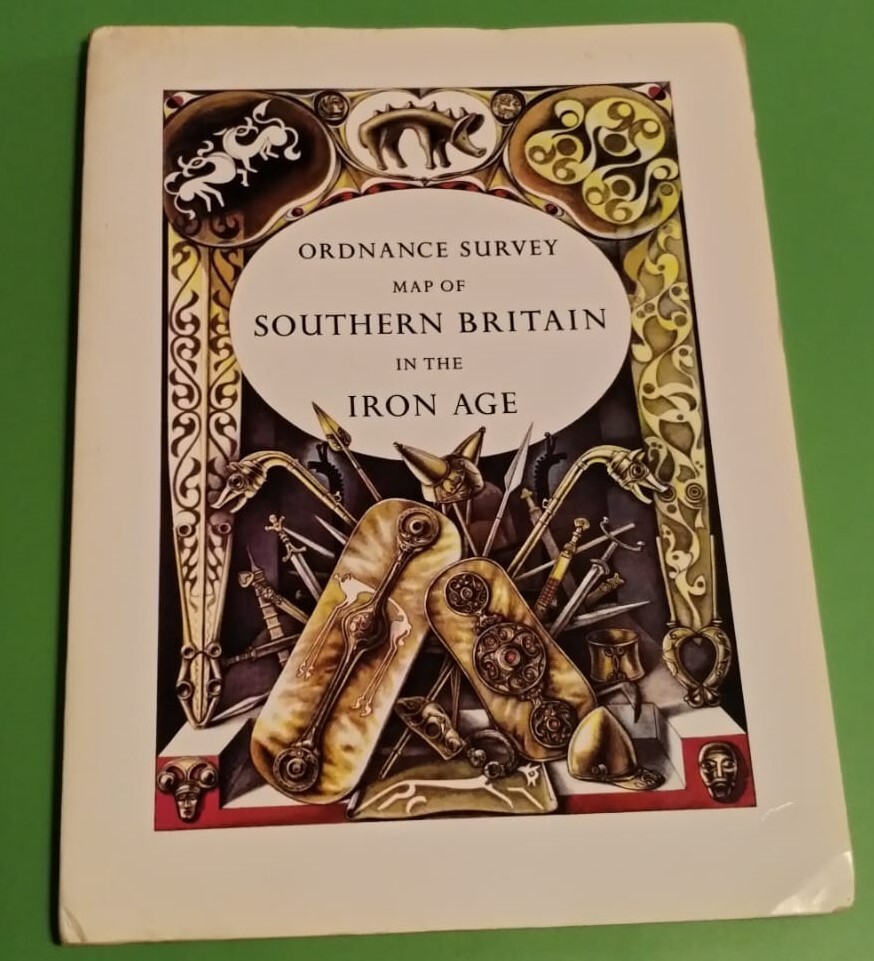 ORDNANCE SURVEY
MAP OF
SOUTHERN BRITAIN
IN THE
IRON AGE